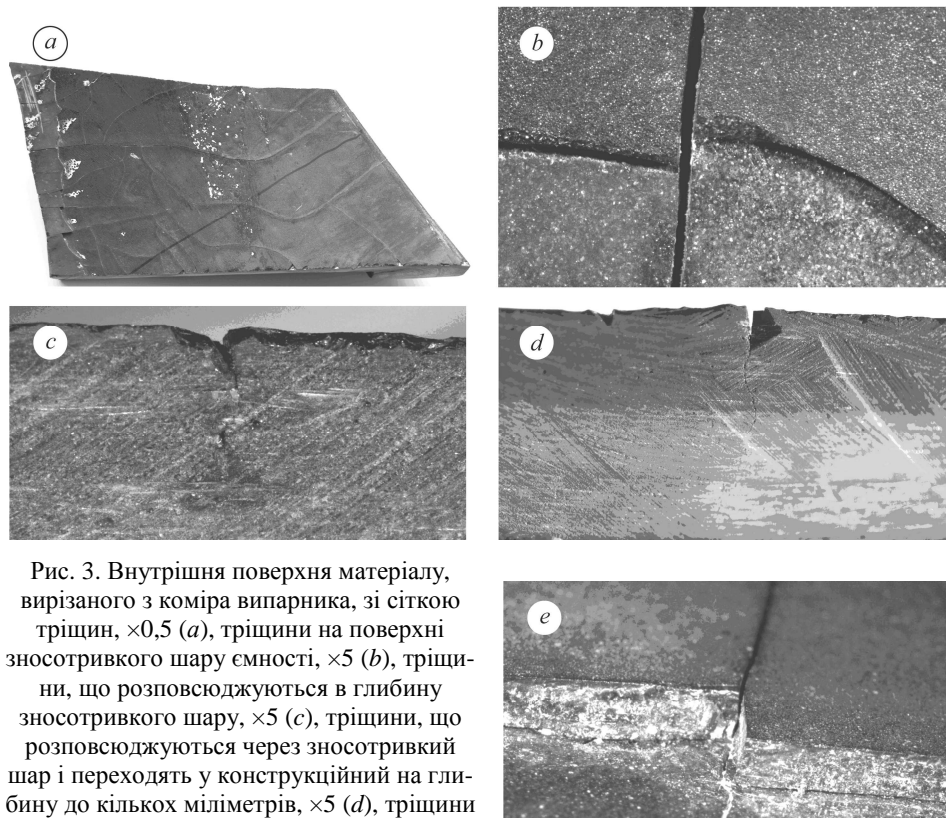 a
b
c
d
Рис. 3. Внутрішня поверхня матеріалу,
вирізаного з коміра випарника, зі сіткою
тріщин, ×0,5 (a), тріщини на поверхні
зносотривкого шару ємності, ×5 (b), тріщи-
ни, що розповсюджуються в глибину
зносотривкого шару, ×5 (c), тріщини, що
розповсюджуються через зносотривкий
шар і переходять у конструкційний на гли-
бину до кількох міліметрів, ×5 (d), тріщини
e